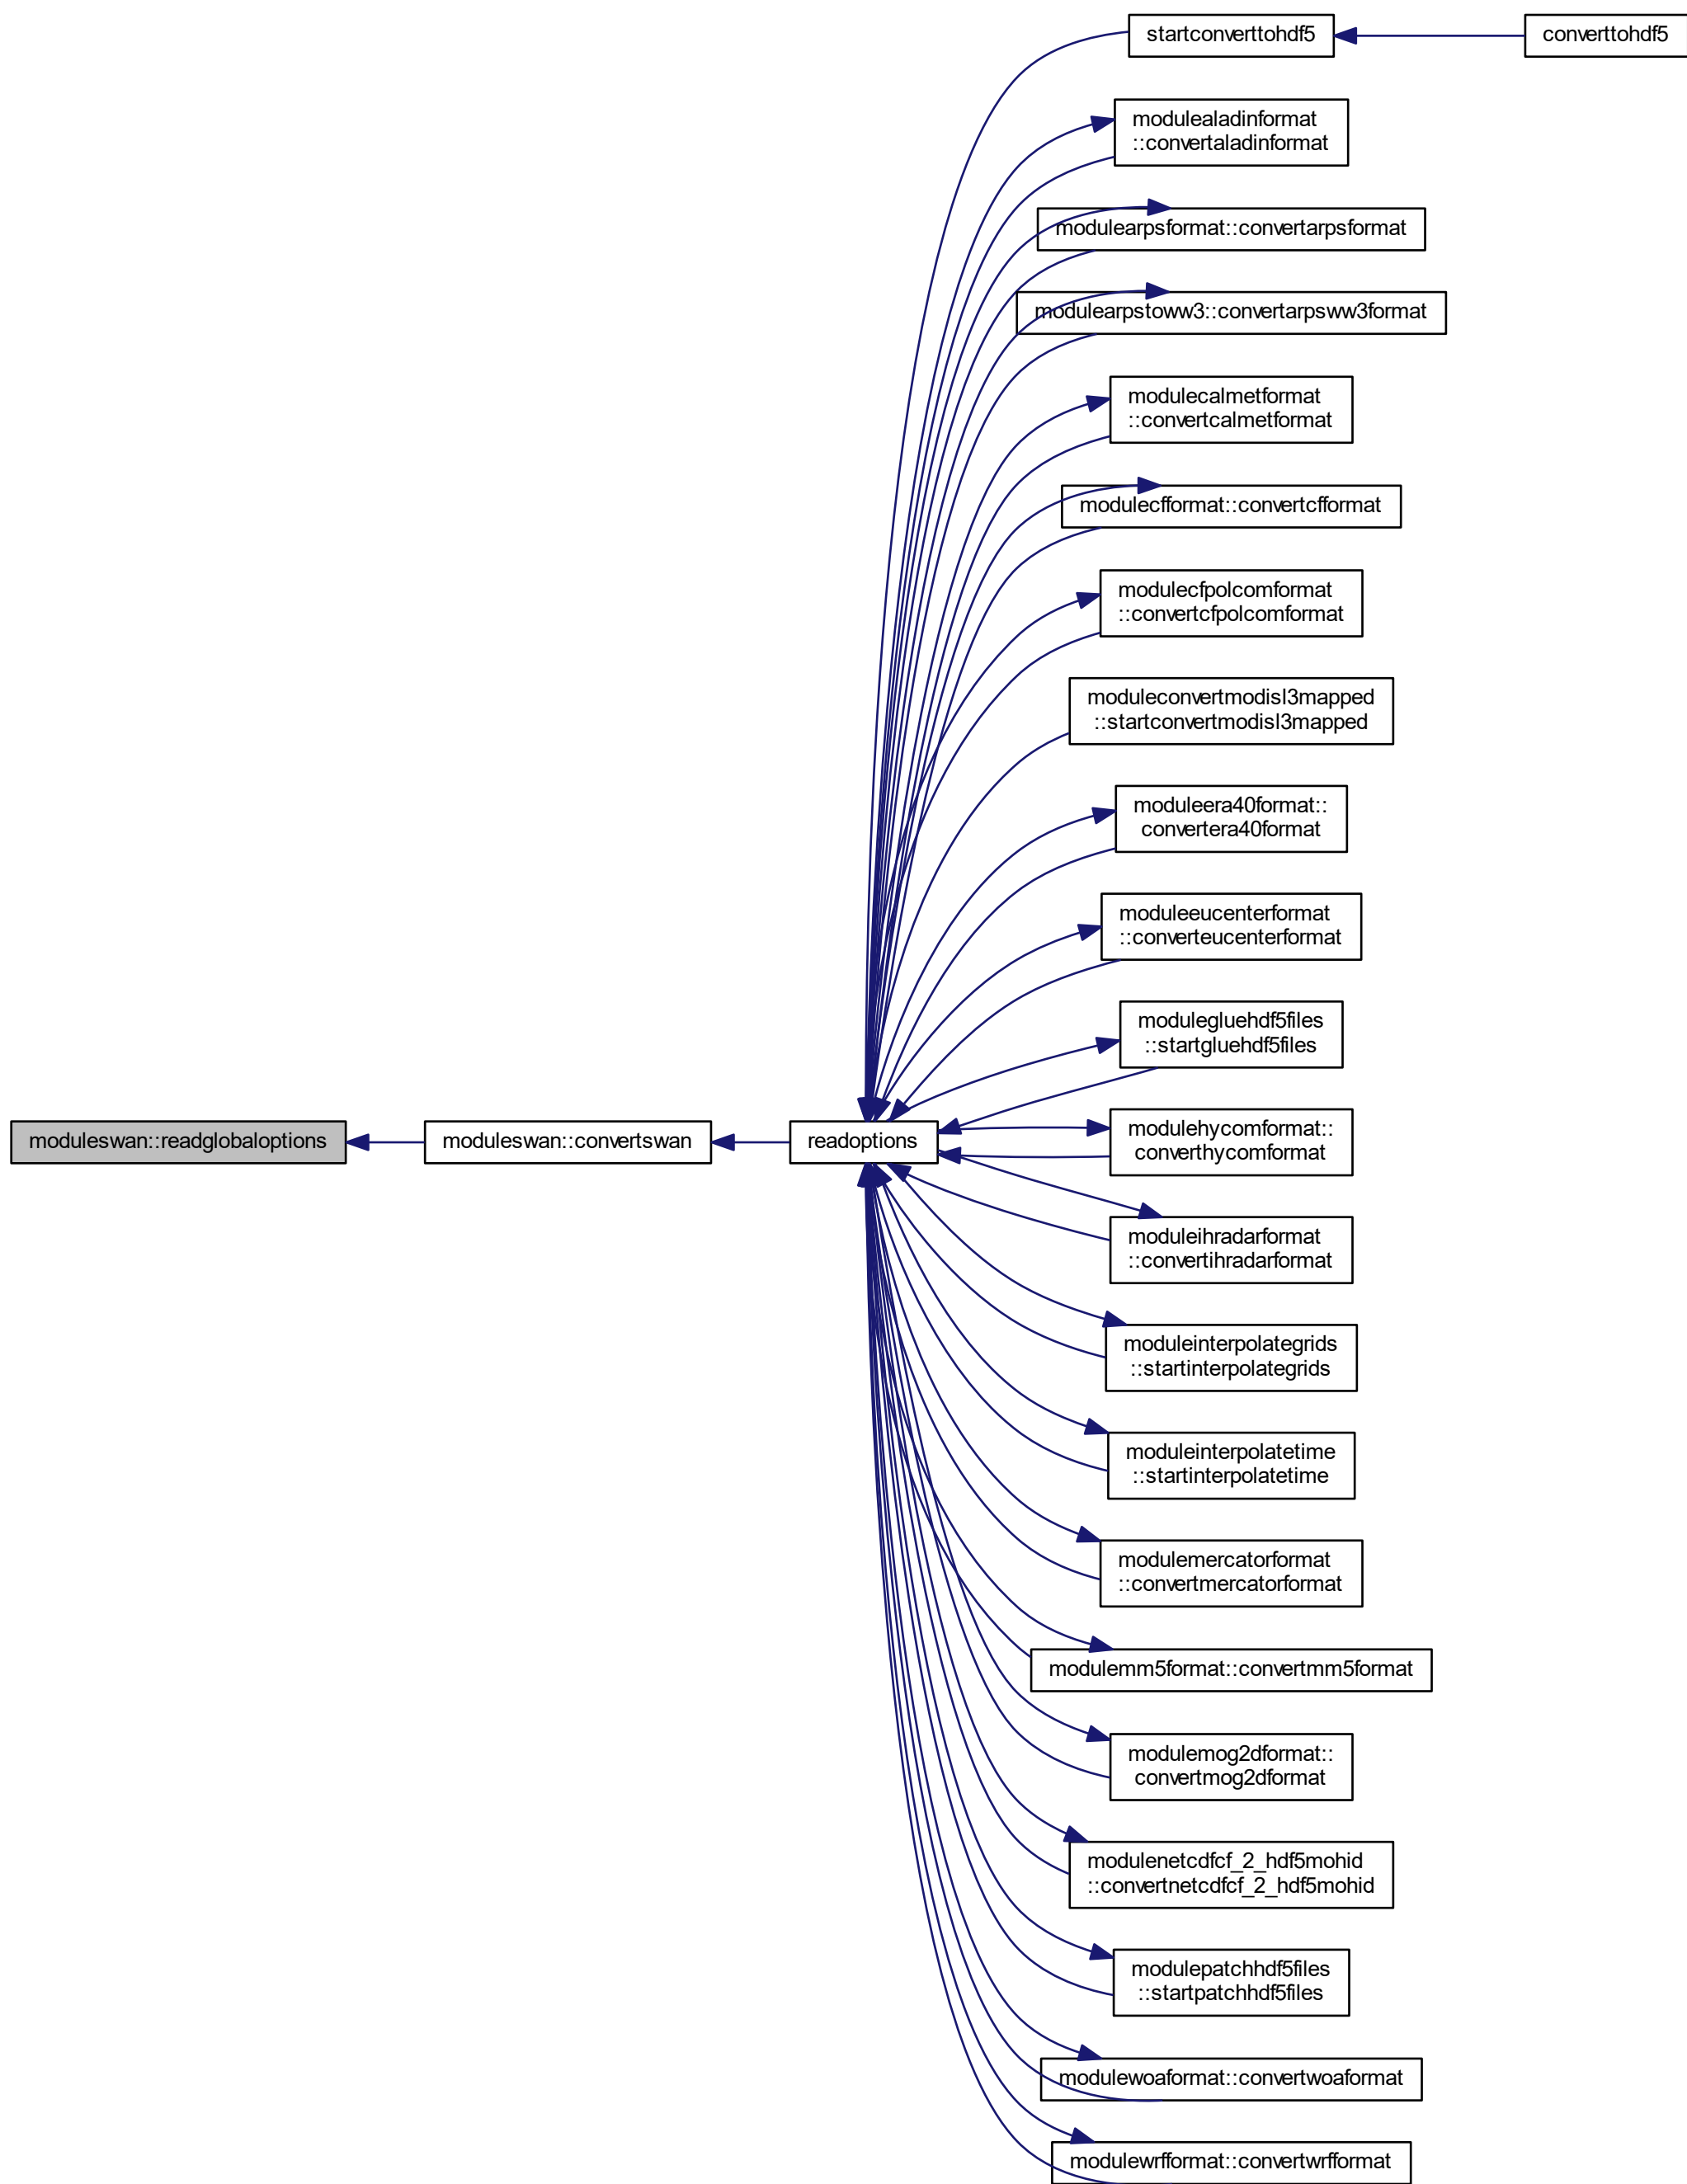 startconverttohdf5
converttohdf5
modulealadinformat
::convertaladinformat
modulearpsformat::convertarpsformat
modulearpstoww3::convertarpsww3format
modulecalmetformat
::convertcalmetformat
modulecfformat::convertcfformat
modulecfpolcomformat
::convertcfpolcomformat
moduleconvertmodisl3mapped
::startconvertmodisl3mapped
moduleera40format::
convertera40format
moduleeucenterformat
::converteucenterformat
modulegluehdf5files
::startgluehdf5files
moduleswan::readglobaloptions
moduleswan::convertswan
readoptions
modulehycomformat::
converthycomformat
moduleihradarformat
::convertihradarformat
moduleinterpolategrids
::startinterpolategrids
moduleinterpolatetime
::startinterpolatetime
modulemercatorformat
::convertmercatorformat
modulemm5format::convertmm5format
modulemog2dformat::
convertmog2dformat
modulenetcdfcf_2_hdf5mohid
::convertnetcdfcf_2_hdf5mohid
modulepatchhdf5files
::startpatchhdf5files
modulewoaformat::convertwoaformat
modulewrfformat::convertwrfformat